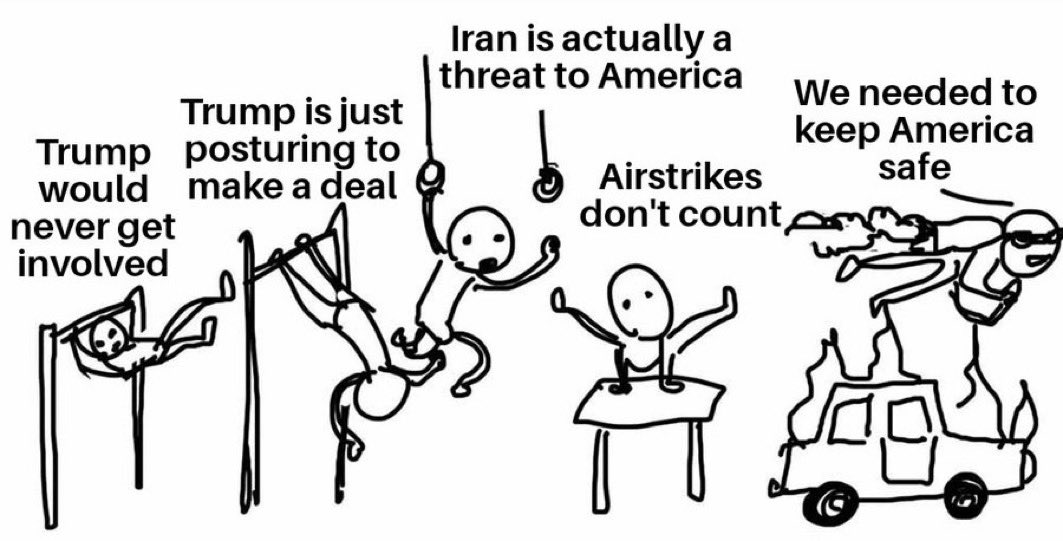 Trump
would
never get
involved
Trump is just
posturing to
make a deal
Iran is actually a
threat to America
Airstrikes
don't count
We needed to
keep America
safe